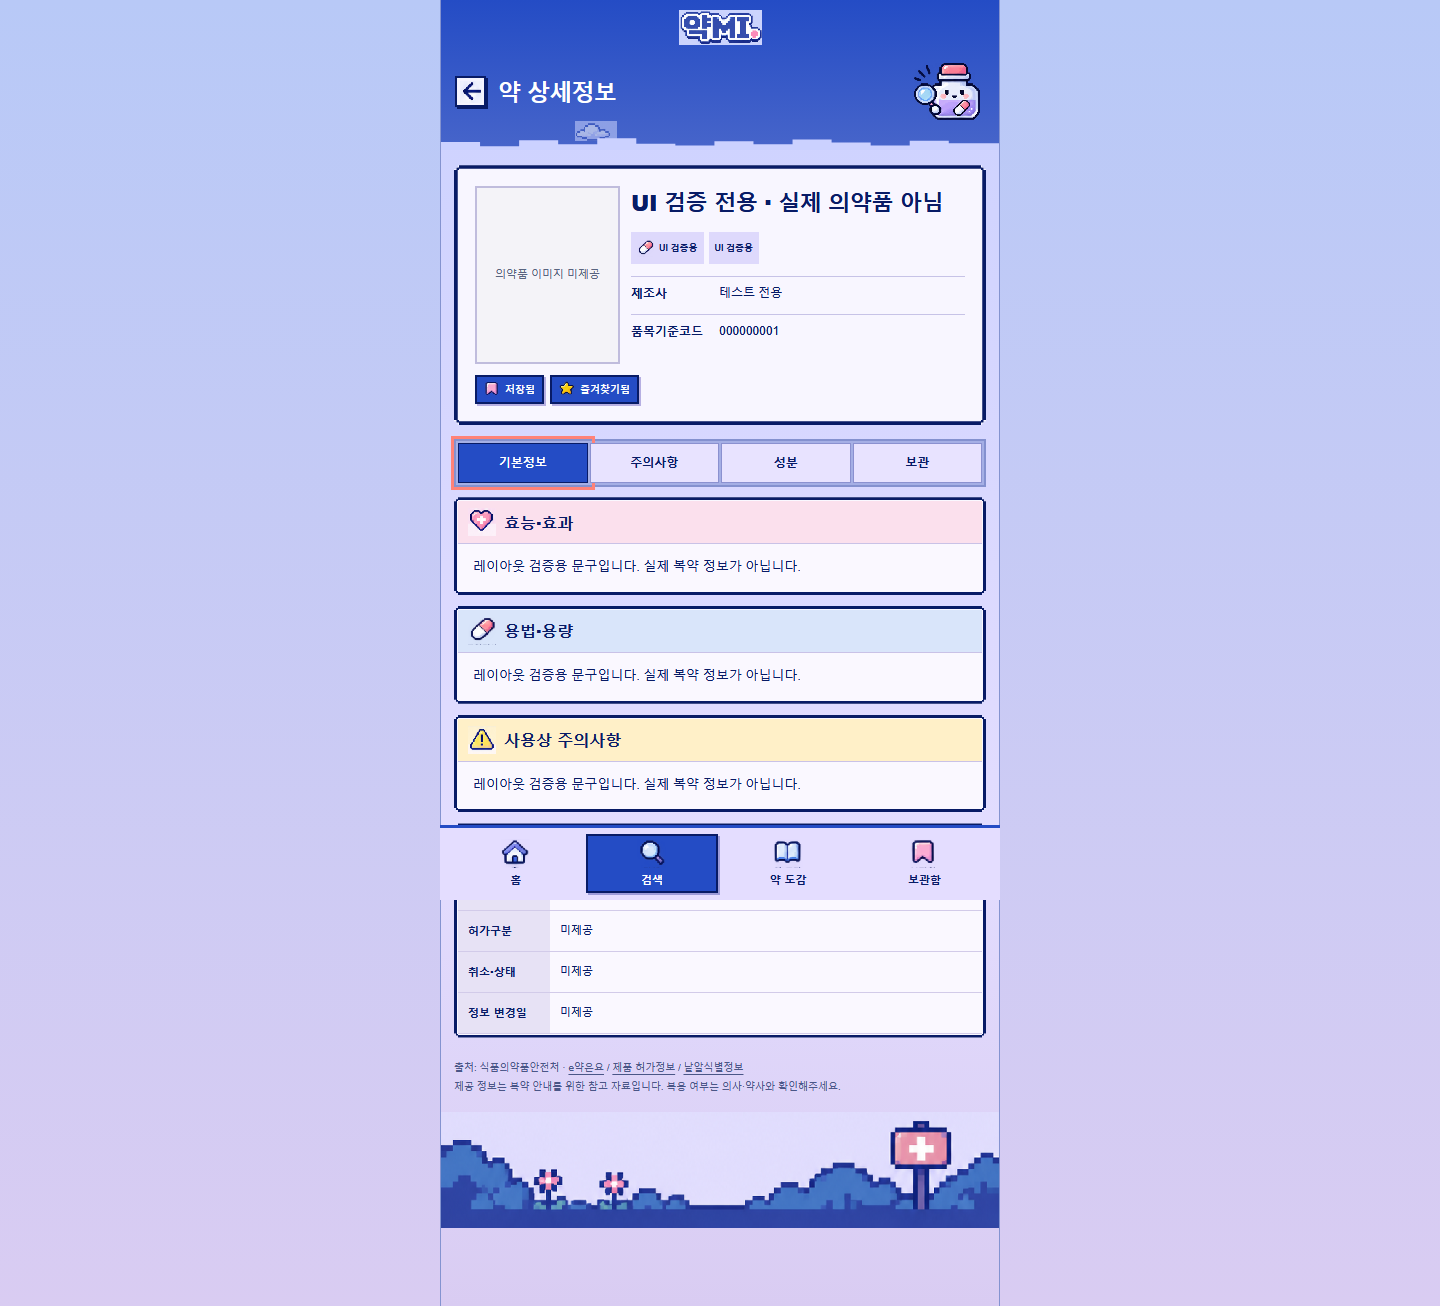 약MI.
약 상세정보
UI 검증 전용 · 실제 의약품 아님
의약품 이미지 미제공
UI 검증용
UI 검증용
제조사 테스트 전용
품목기준코드 000000001
저장됨
즐겨찾기됨
기본정보
주의사항
성분
보관
효능·효과
레이아웃 검증용 문구입니다. 실제 복약 정보가 아닙니다.
용법·용량
레이아웃 검증용 문구입니다. 실제 복약 정보가 아닙니다.
사용상 주의사항
레이아웃 검증용 문구입니다. 실제 복약 정보가 아닙니다.
홈
검색
약 도감
보관함
허가구분 미제공
취소·상태 미제공
정보 변경일 미제공
출처: 식품의약품안전처 · e약은요 / 제품 허가정보 / 낱알식별정보
제공 정보는 복약 안내를 위한 참고 자료입니다. 복용 여부는 의사·약사와 확인해주세요.